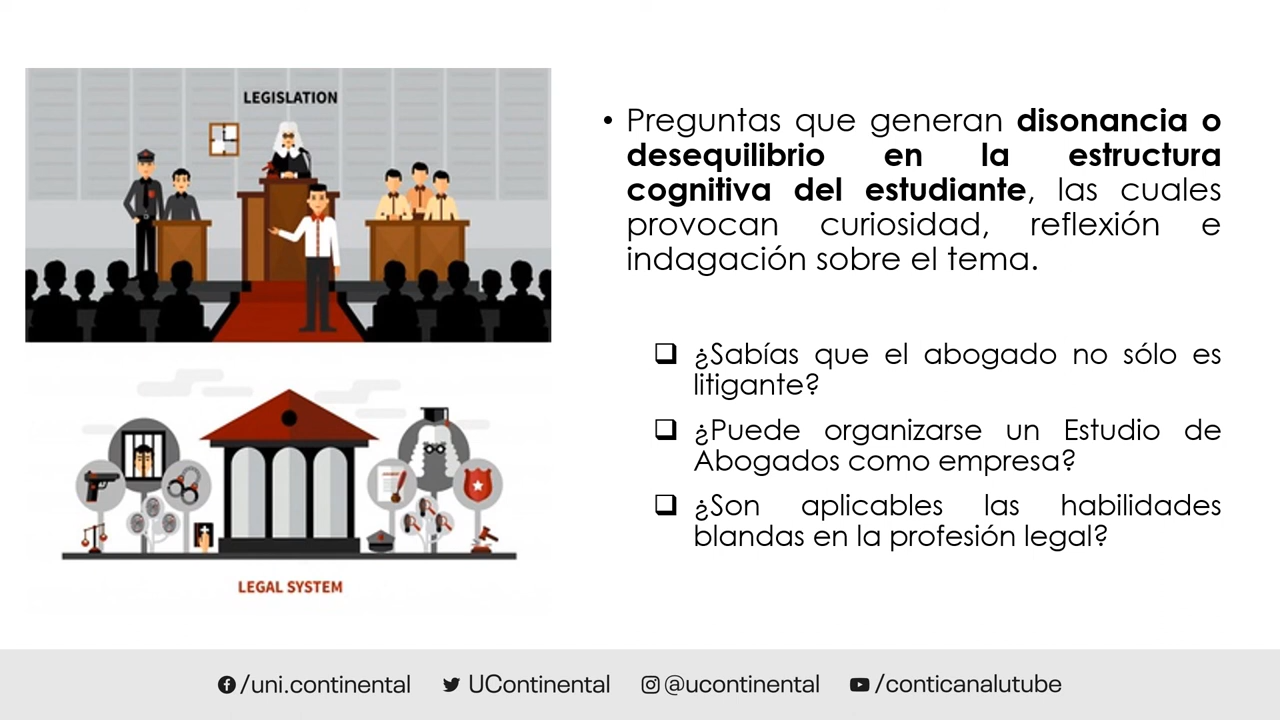 LEGISLATION
LEGAL SYSTEM
• Preguntas que generan disonancia o
desequilibrio en la estructura
cognitiva del estudiante, las cuales
provocan curiosidad, reflexión e
indagación sobre el tema.
❑ ¿Sabías que el abogado no sólo es
litigante?
❑ ¿Puede organizarse un Estudio de
Abogados como empresa?
❑ ¿Son aplicables las habilidades
blandas en la profesión legal?
/uni.continental UContinental @ucontinental /conticanalutube